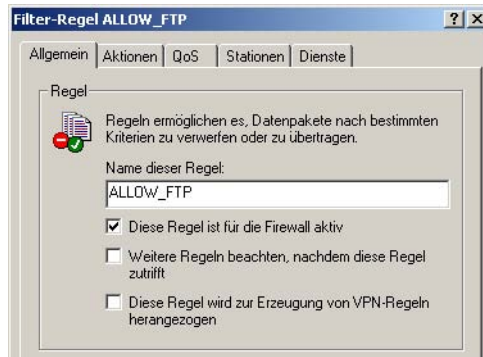 Filter-Regel ALLOW_FTP
Allgemein Aktionen QoS Stationen Dienste
Regel
Regeln ermöglichen es, Datenpakete nach bestimmten
Kriterien zu verwerfen oder zu übertragen.
Name dieser Regel:
ALLOW_FTP
Diese Regel ist für die Firewall aktiv
Weitere Regeln beachten, nachdem diese Regel
zutrifft
Diese Regel wird zur Erzeugung von VPN-Regeln
herangezogen